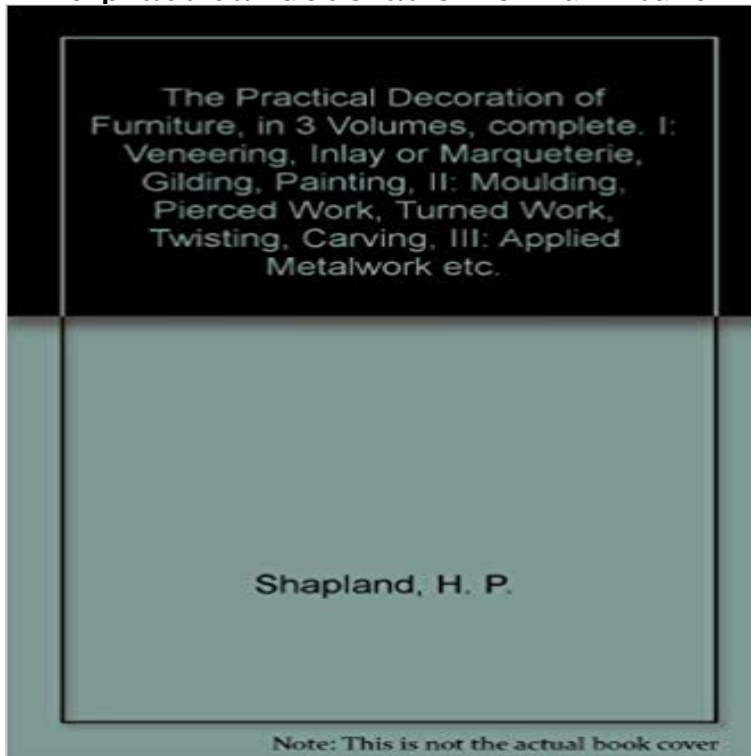 The Practical Decoration of
Furniture, in 3 Volumes, complete. I:
Veneering, Inlay or Marqueterie,
Gilding, Painting, II: Moulding,
Pierced Work, Turned Work,
Twisting, Carving, III: Applied
Metalwork etc.
Shapland, H. P.
Note: This is not the actual book cover